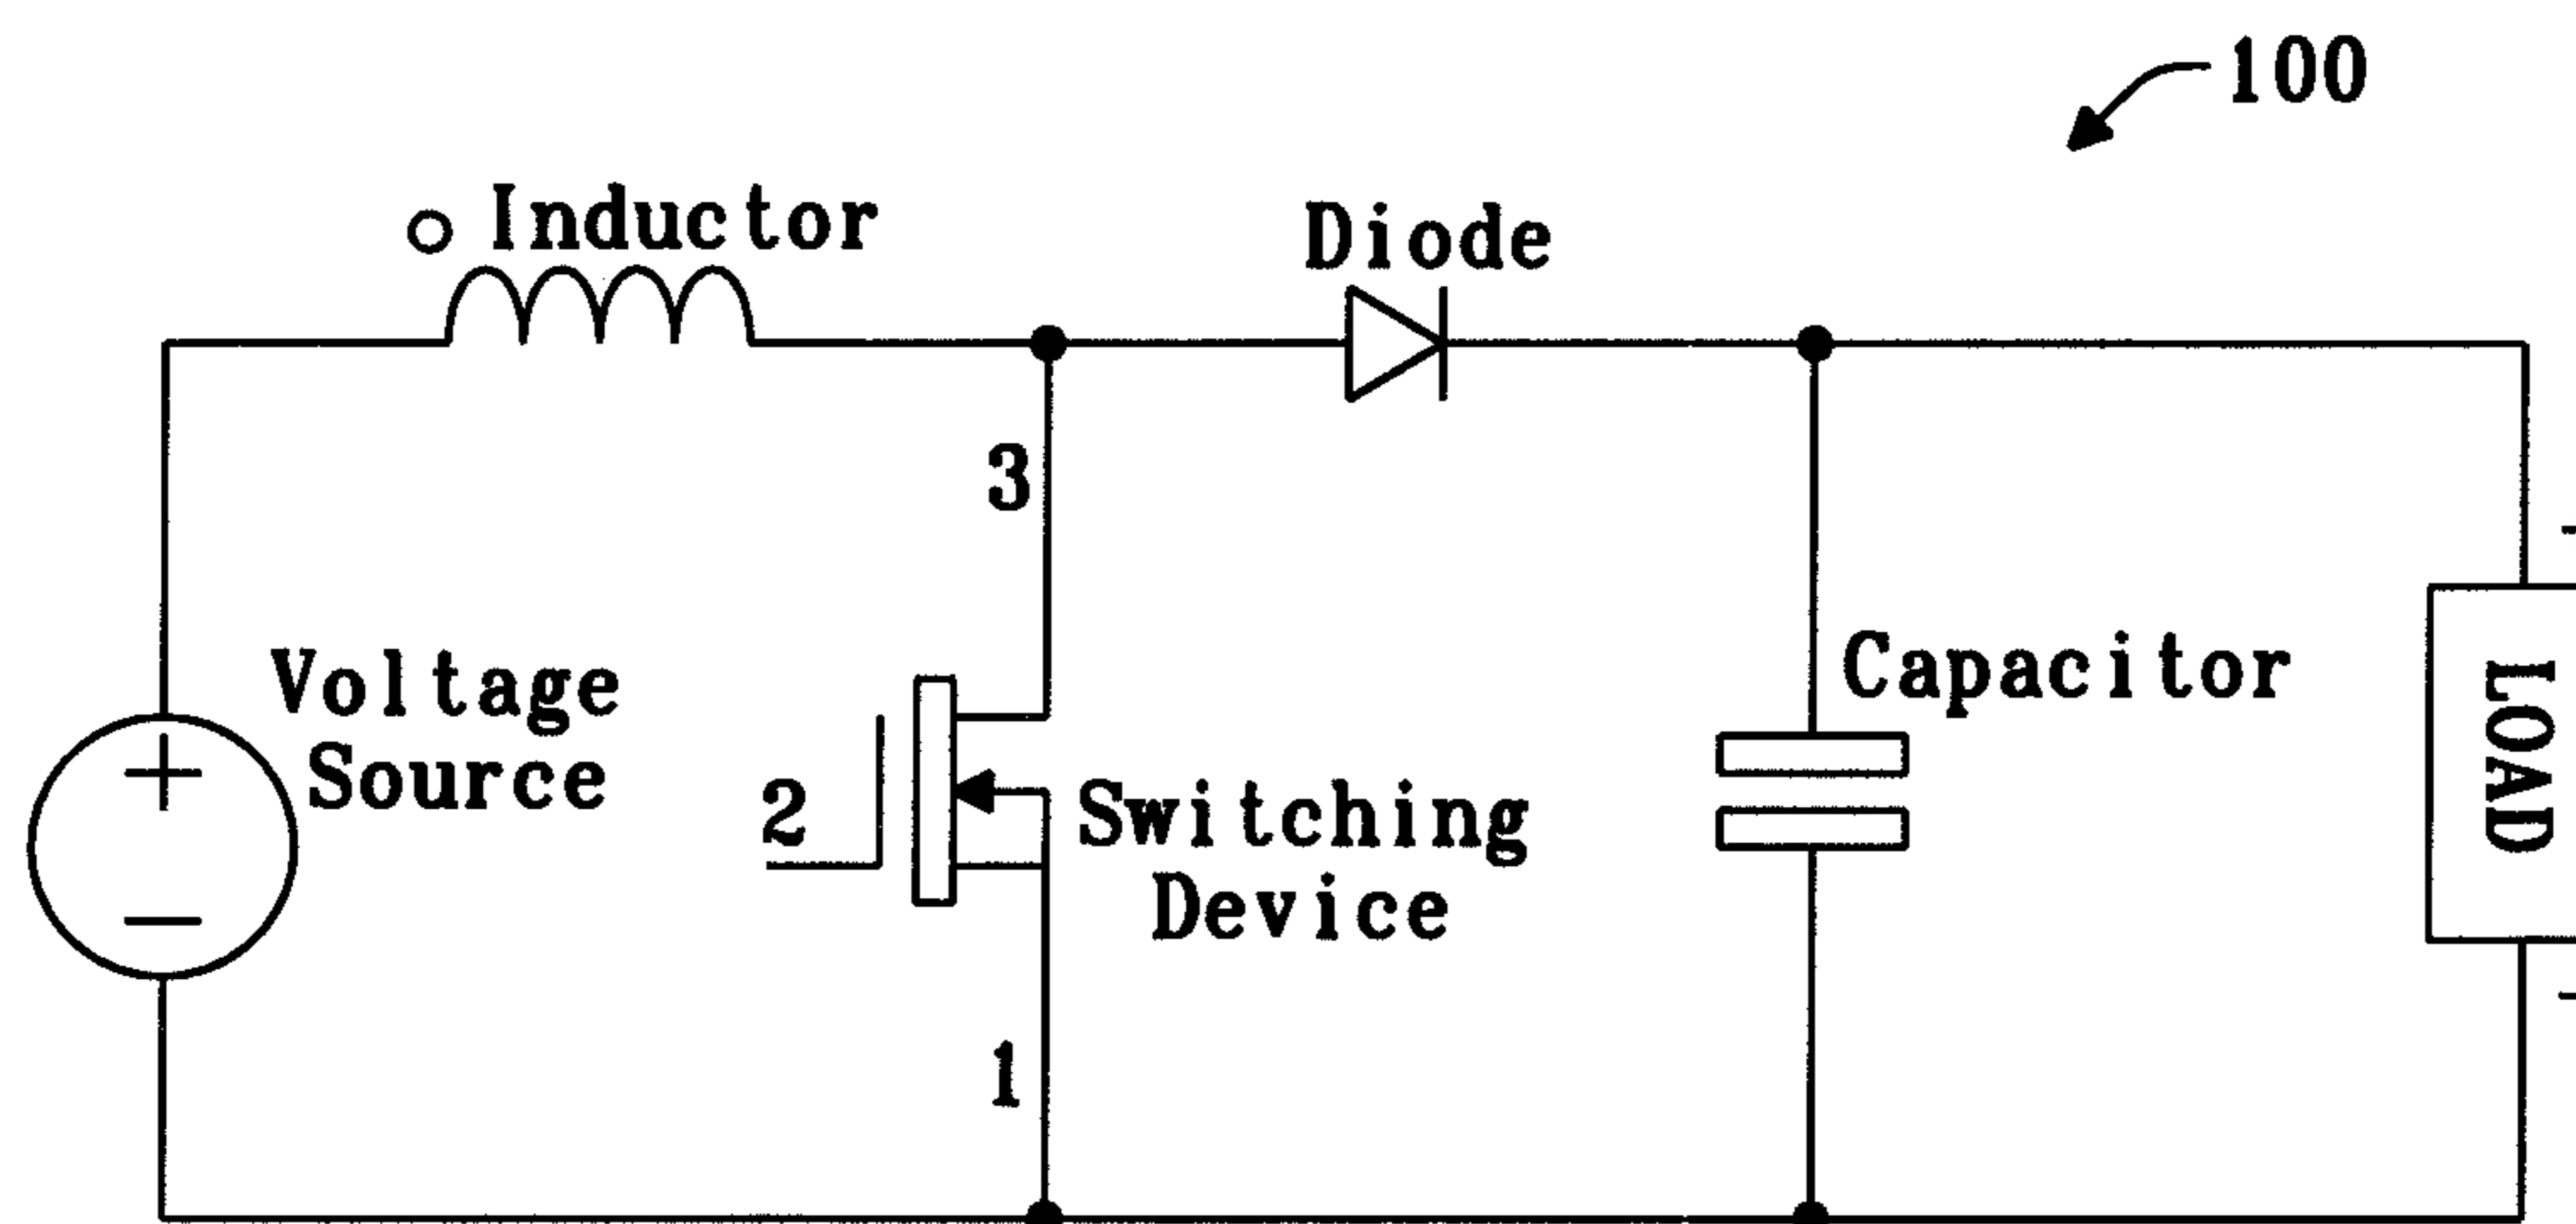 100
Inductor
Diode
3
Voltage
Source
Capacitor
LOAD
2
Switching
Device
1